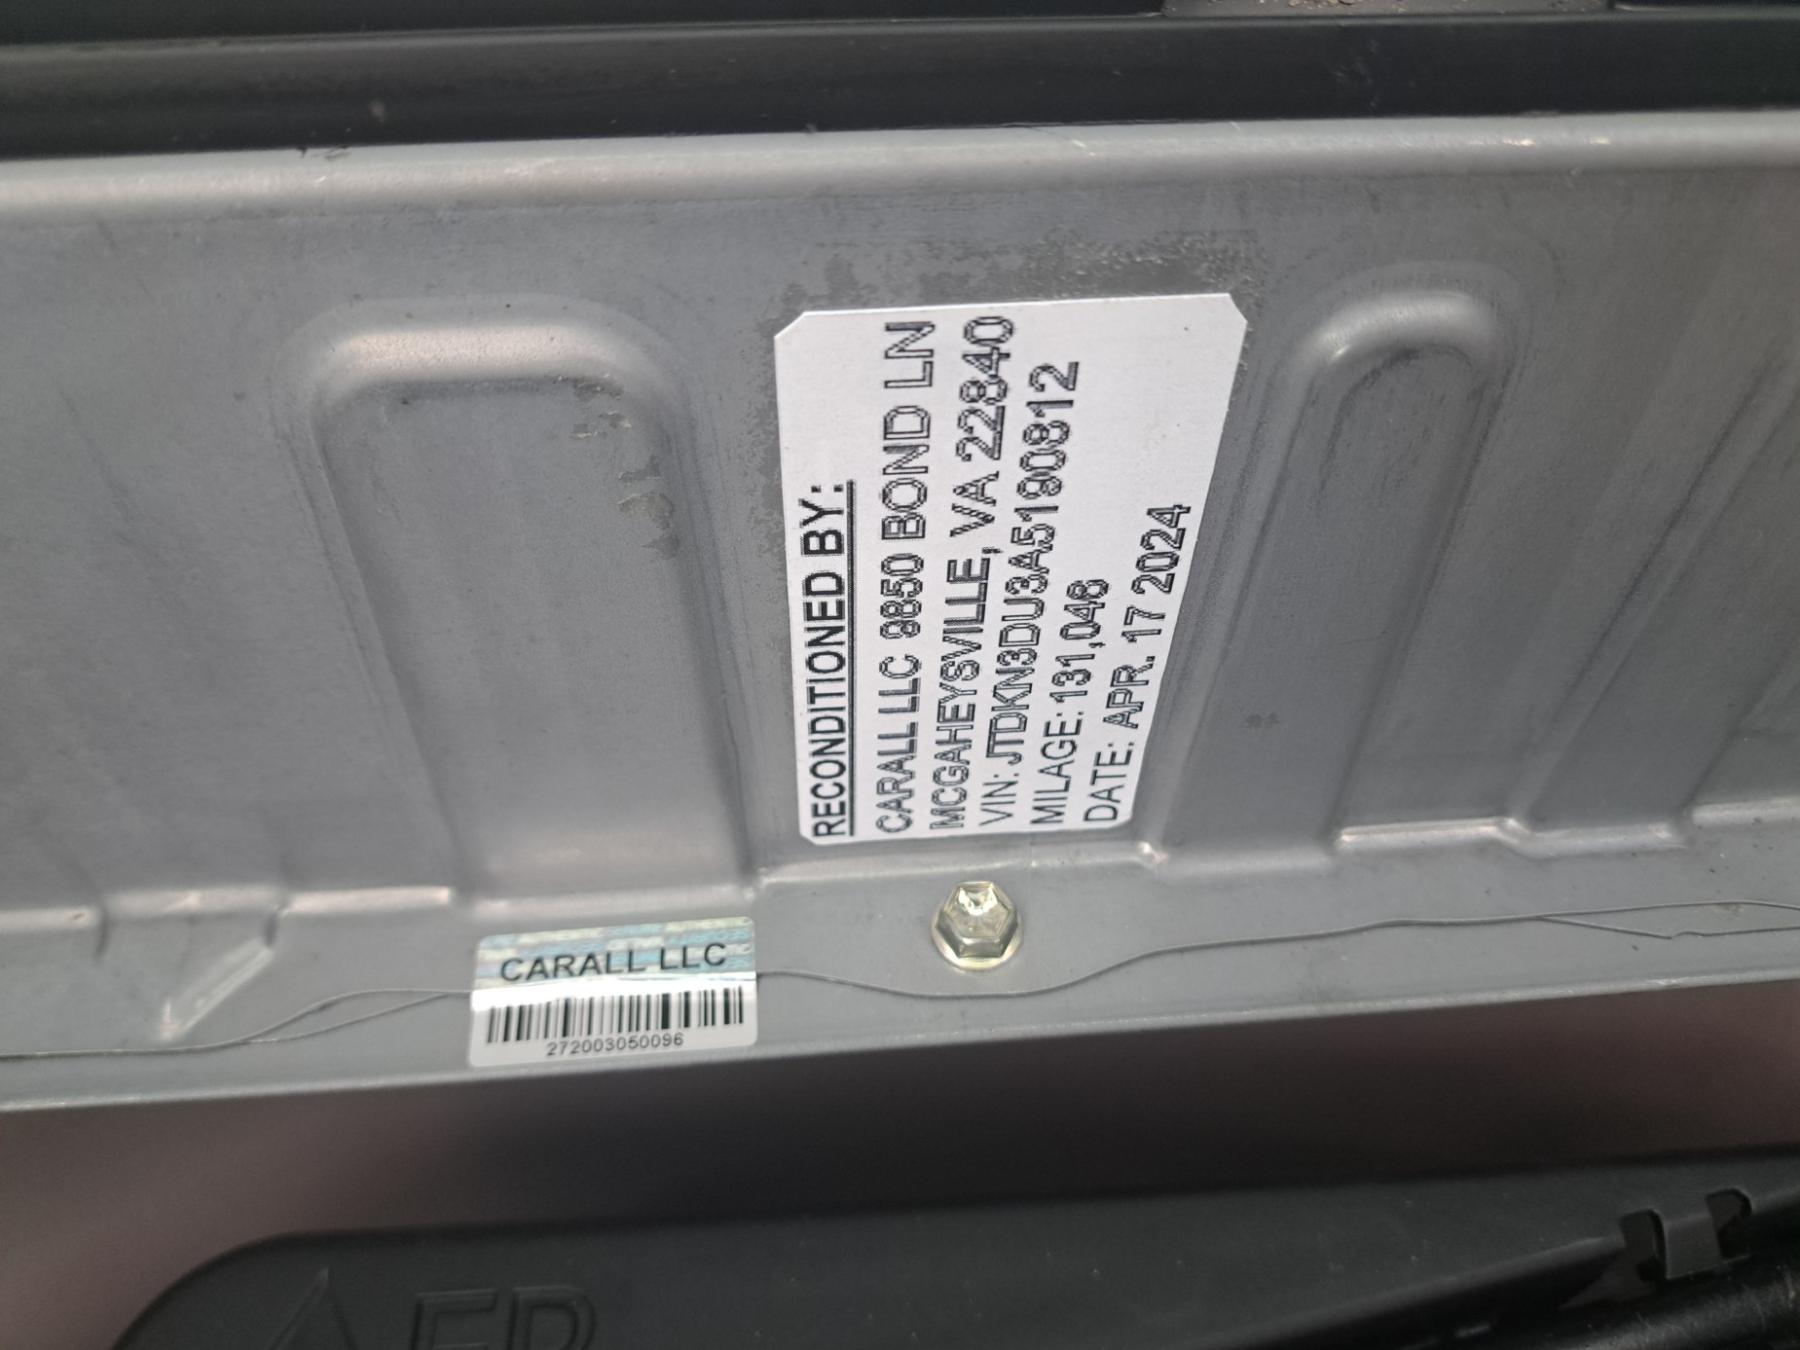 RECONDITIONED BY:
CARALL LLC 9850 BOND LN
MCGAHEYSVILLE, VA 22840
VIN: JTDKN3DU3A5190812
MILAGE: 131,048
DATE: APR. 17 2024
CARALL LLC
272003050096